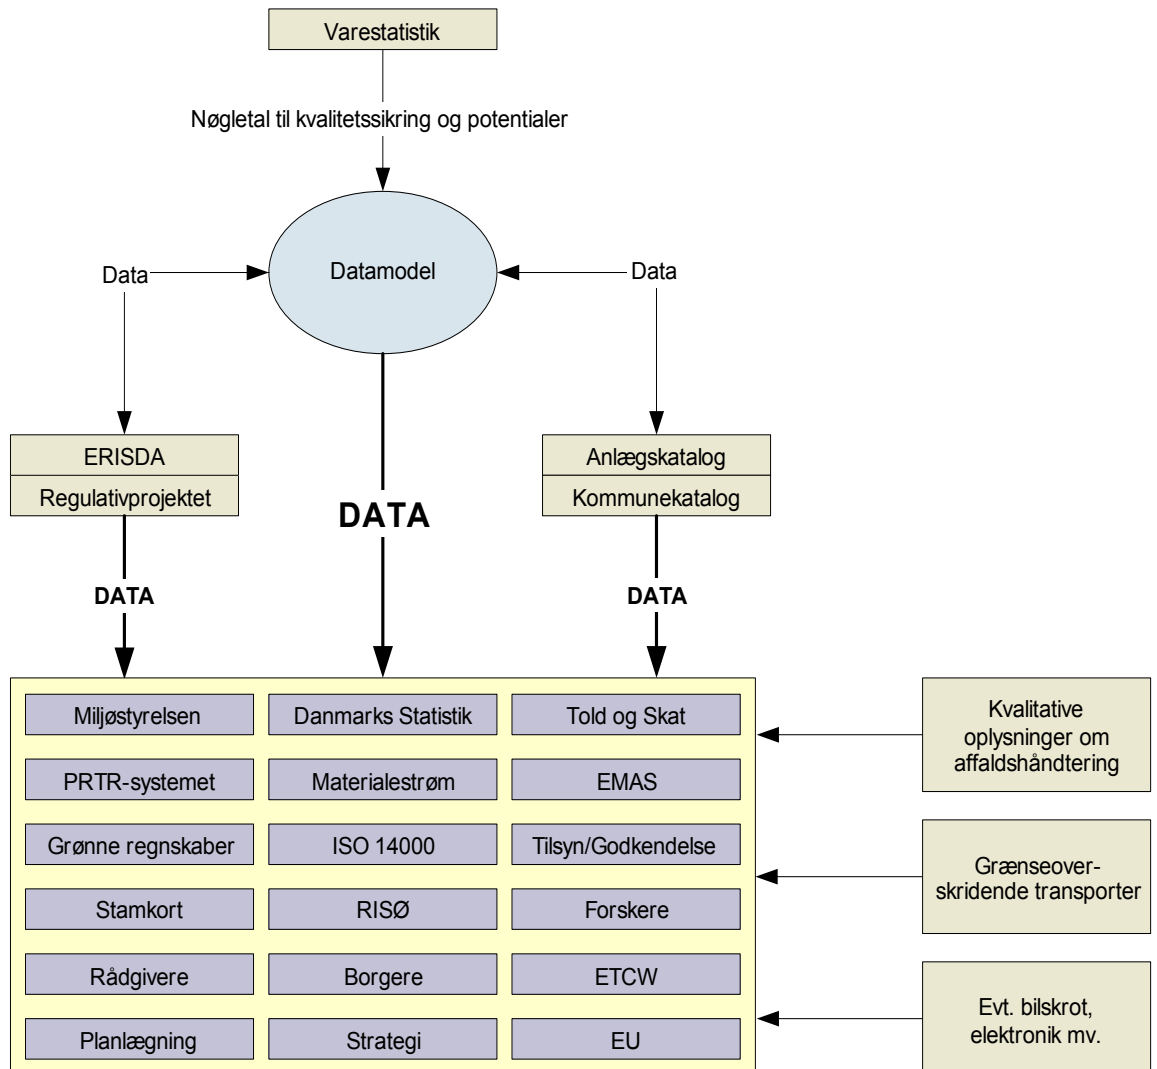 Varestatistik
Nøgletal til kvalitetssikring og potentialer
Datamodel
Data
Data
ERISDA
Regulativprojektet
Anlægskatalog
Kommunekatalog
DATA
DATA
DATA
Miljøstyrelsen
Danmarks Statistik
Told og Skat
PRTR-systemet
Materialestrøm
EMAS
Grønne regnskaber
ISO 14000
Tilsyn/Godkendelse
Stamkort
RISØ
Forskere
Rådgivere
Borgere
ETCW
Planlægning
Strategi
EU
Kvalitative
oplysninger om
affaldshåndtering
Grænseover-
skridende transporter
Evt. bilskrot,
elektronik mv.